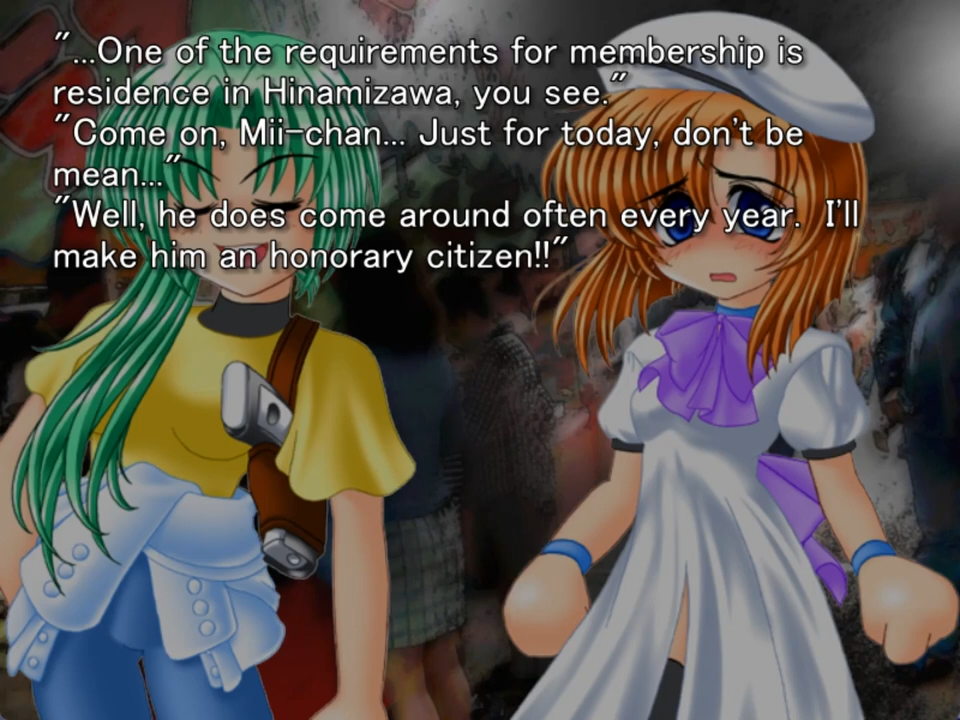 "...One of the requirements for membership is
residence in Hinamizawa, you see."
"Come on, Mii-chan... Just for today, don't be
mean..."
"Well, he does come around often every year.  I'll
make him an honorary citizen!!"